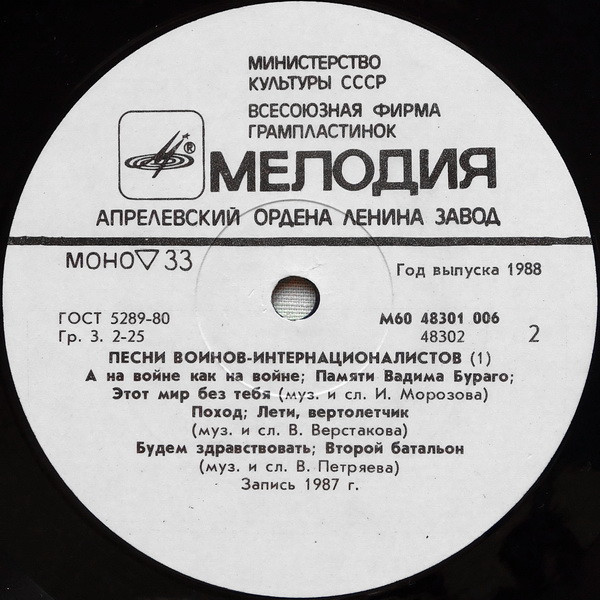 МИНИСТЕРСТВО
КУЛЬТУРЫ СССР
ВСЕСОЮЗНАЯ ФИРМА
ГРАМПЛАСТИНОК
® МЕЛОДИЯ
АПРЕЛЕВСКИЙ ОРДЕНА ЛЕНИНА ЗАВОД
МОНО▽33
Год выпуска 1988
ГОСТ 5289-80 М60 48301 006
Гр. 3. 2-25 48302 2
ПЕСНИ ВОИНОВ-ИНТЕРНАЦИОНАЛИСТОВ (1)
А на войне как на войне; Памяти Вадима Бураго;
Этот мир без тебя (муз. и сл. И. Морозова)
Поход; Лети, вертолетчик
(муз. и сл. В. Верстакова)
Будем здравствовать; Второй батальон
(муз. и сл. В. Петряева)
Запись 1987 г.